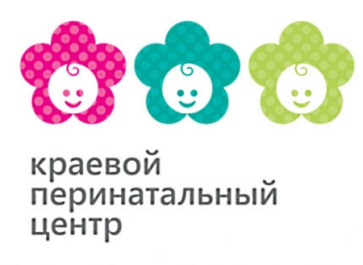 краевой
перинатальный
центр